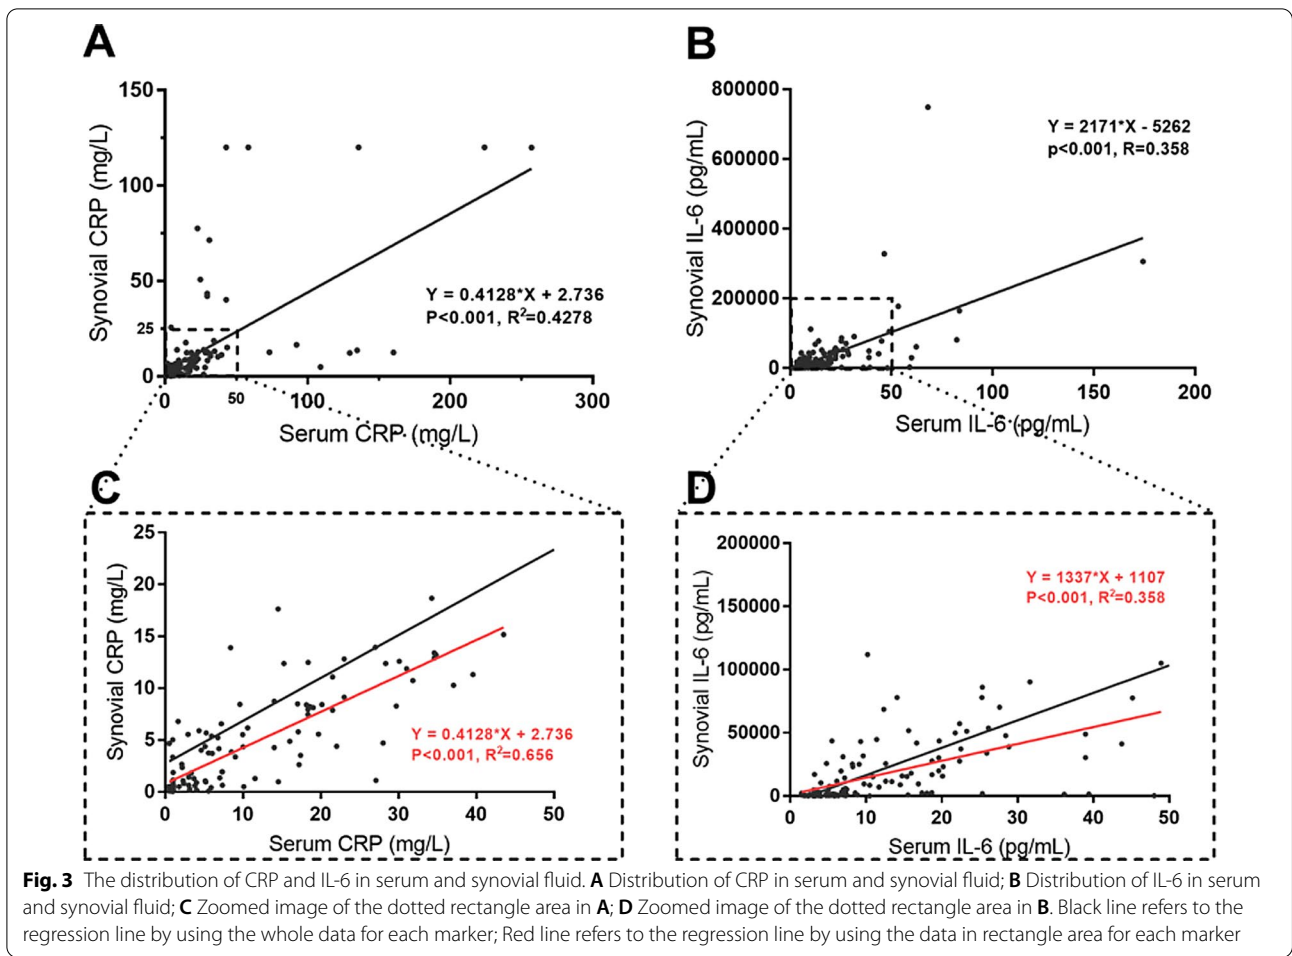 A
B
150
100
50
25
0
0
50
100
200
300
Synovial CRP (mg/L)
Serum CRP (mg/L)
Y = 0.4128*X + 2.736
P<0.001, R²=0.4278
800000
600000
400000
200000
0
0
50
100
150
200
Synovial IL-6 (pg/mL)
Serum IL-6 (pg/mL)
Y = 2171*X - 5262
p<0.001, R=0.358
C
D
25
20
15
10
5
0
0
10
20
30
40
50
Synovial CRP (mg/L)
Serum CRP (mg/L)
Y = 0.4128*X + 2.736
P<0.001, R²=0.656
200000
150000
100000
50000
0
0
10
20
30
40
50
Synovial IL-6 (pg/mL)
Serum IL-6 (pg/mL)
Y = 1337*X + 1107
P<0.001, R²=0.358
Fig. 3 The distribution of CRP and IL-6 in serum and synovial fluid. A Distribution of CRP in serum and synovial fluid; B Distribution of IL-6 in serum
and synovial fluid; C Zoomed image of the dotted rectangle area in A; D Zoomed image of the dotted rectangle area in B. Black line refers to the
regression line by using the whole data for each marker; Red line refers to the regression line by using the data in rectangle area for each marker